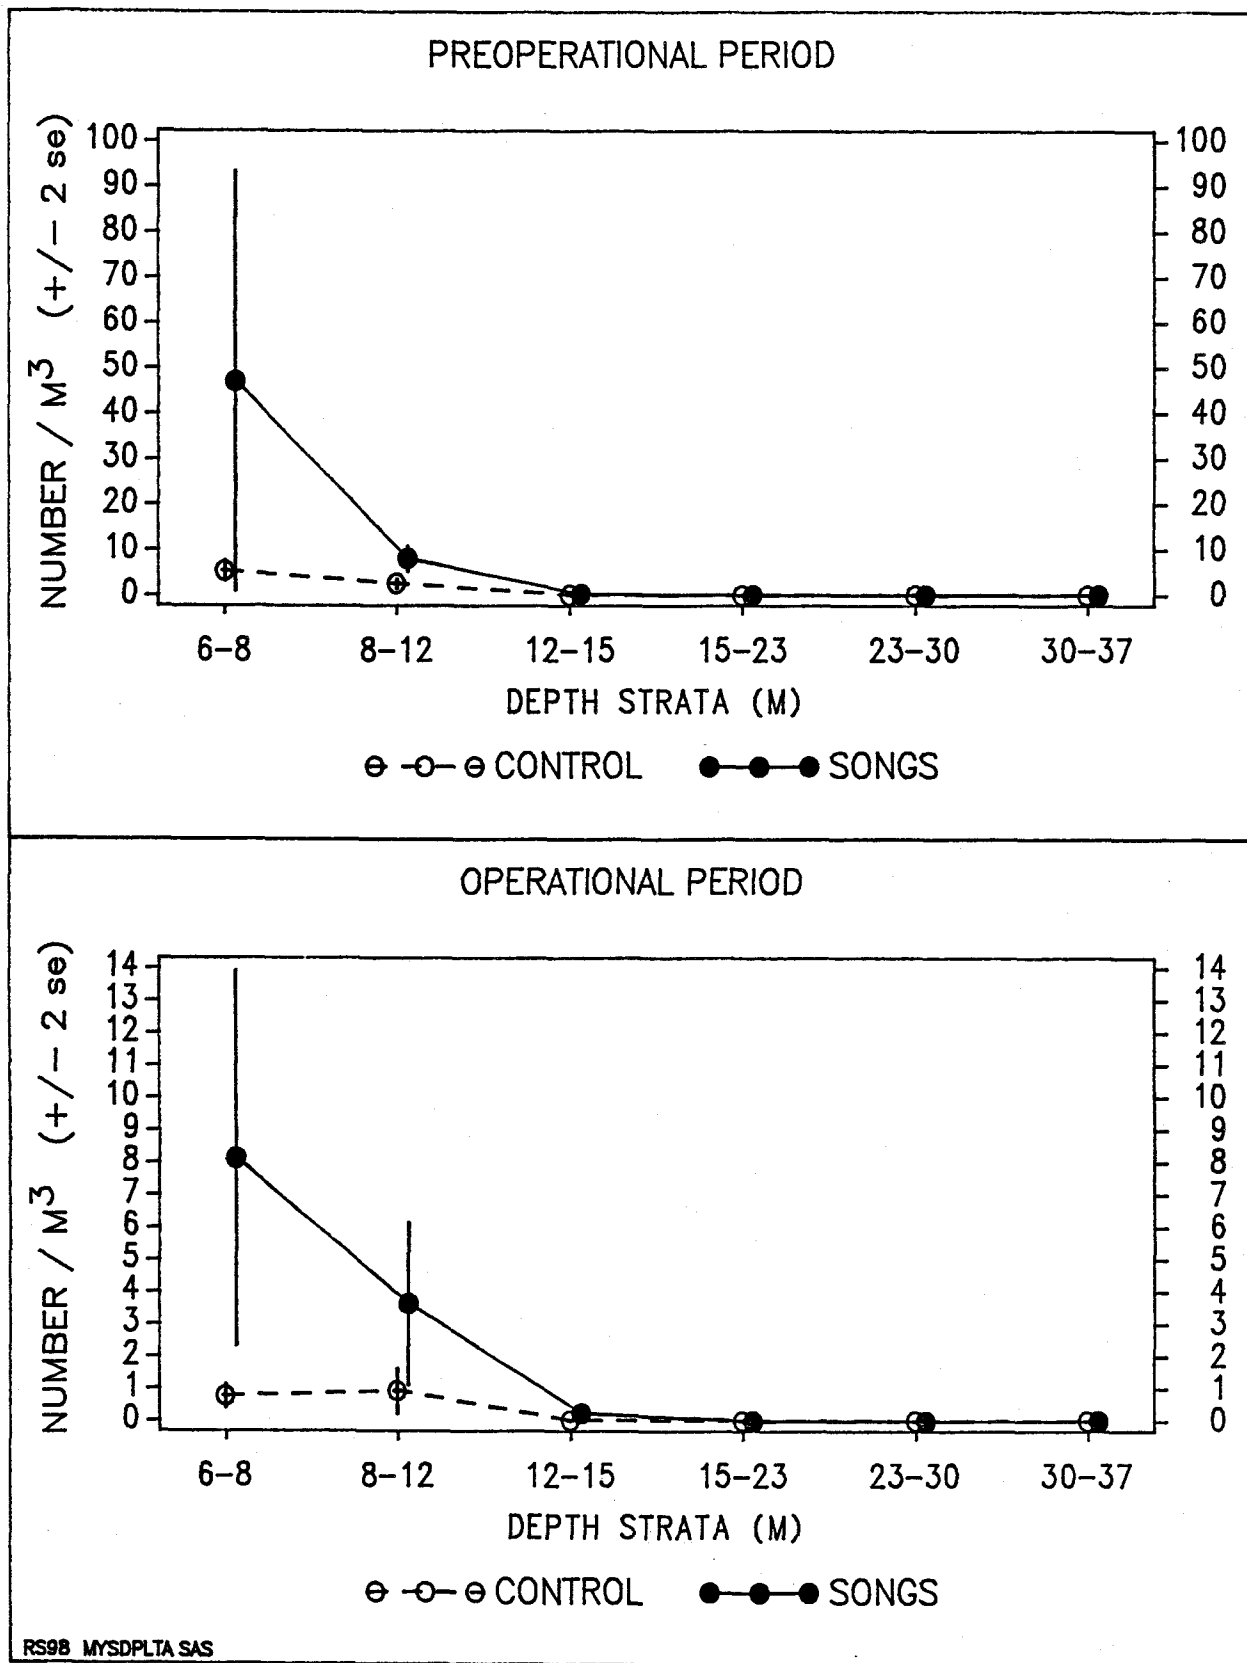 PREOPERATIONAL PERIOD
NUMBER / M³ (+/− 2 se)
100 100
90 90
80 80
70 70
60 60
50 50
40 40
30 30
20 20
10 10
0 0
6−8 8−12 12−15 15−23 23−30 30−37
DEPTH STRATA (M)
CONTROL SONGS
OPERATIONAL PERIOD
NUMBER / M³ (+/− 2 se)
14 14
13 13
12 12
11 11
10 10
9 9
8 8
7 7
6 6
5 5
4 4
3 3
2 2
1 1
0 0
6−8 8−12 12−15 15−23 23−30 30−37
DEPTH STRATA (M)
CONTROL SONGS
RS98 MYSDPLTA SAS